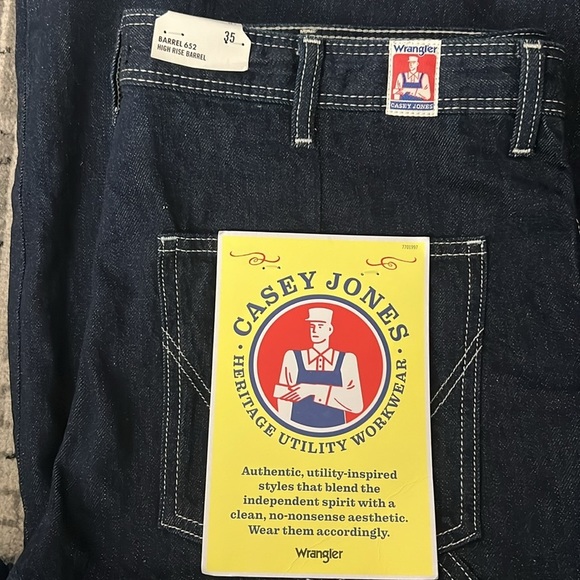 35
BARREL 652
HIGH RISE BARREL
Wrangler
CASEY JONES
CASEY JONES
HERITAGE UTILITY WORKWEAR
Authentic, utility-inspired
styles that blend the
independent spirit with a
clean, no-nonsense aesthetic.
Wear them accordingly.
Wrangler